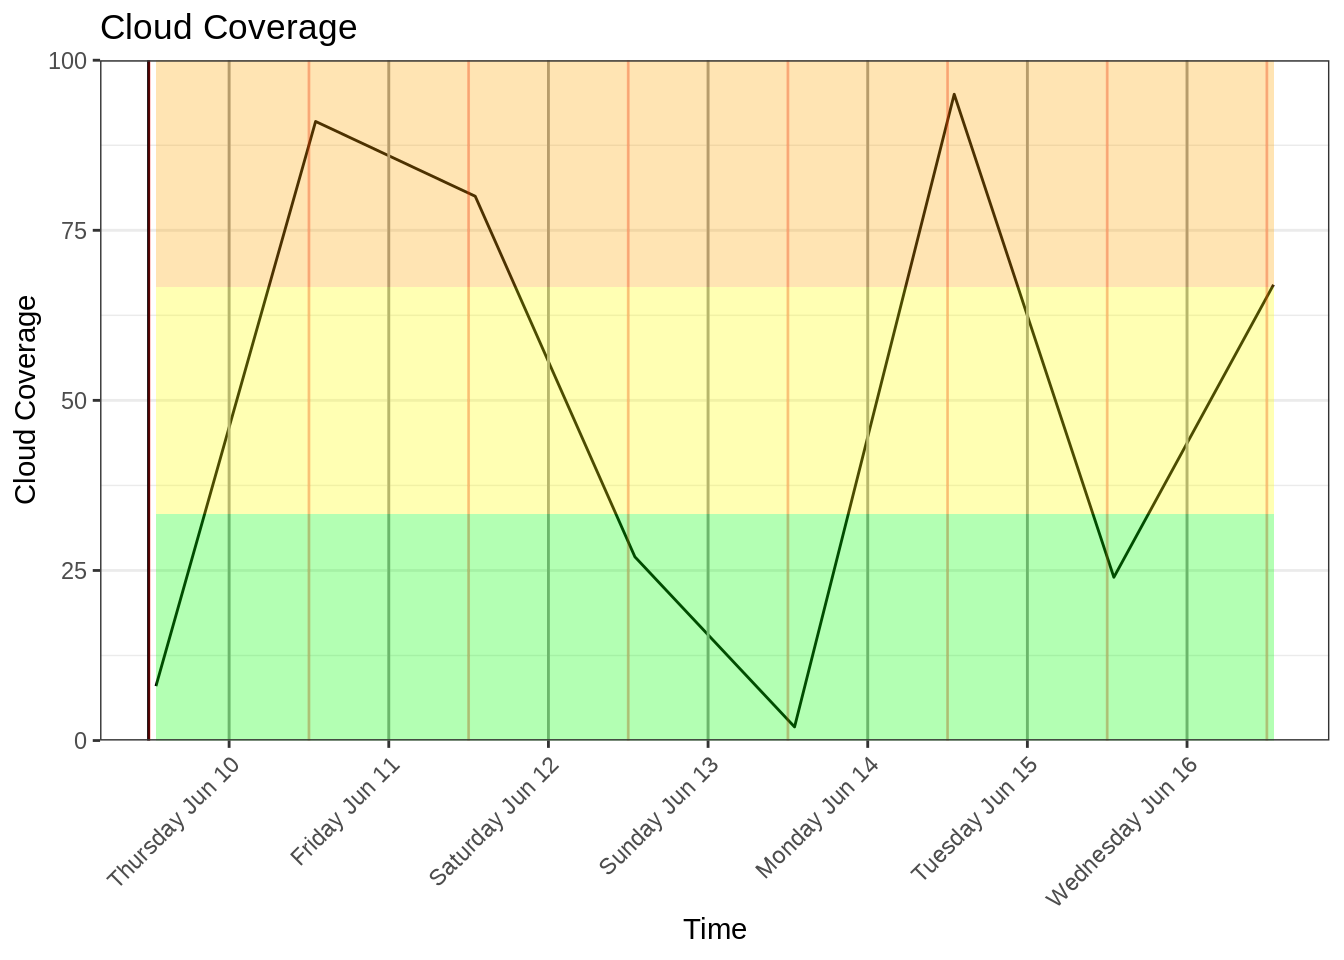 Cloud Coverage
Cloud Coverage
100
75
50
25
0
Thursday Jun 10
Friday Jun 11
Saturday Jun 12
Sunday Jun 13
Monday Jun 14
Tuesday Jun 15
Wednesday Jun 16
Time